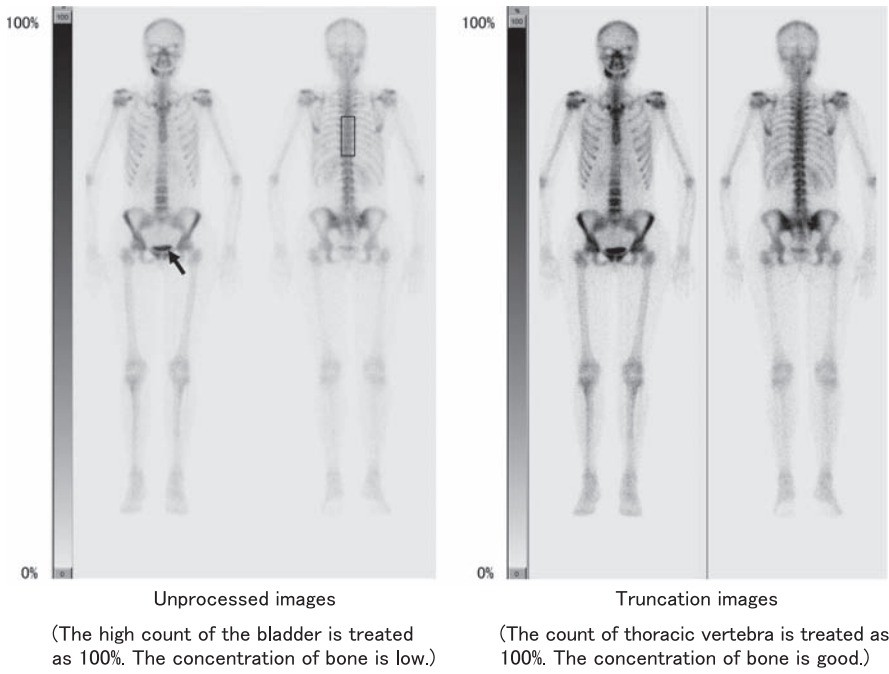 100%
100
0%
0
Unprocessed images
(The high count of the bladder is treated
as 100%. The concentration of bone is low.)
100%
%
100
0%
0
Truncation images
(The count of thoracic vertebra is treated as
100%. The concentration of bone is good.)